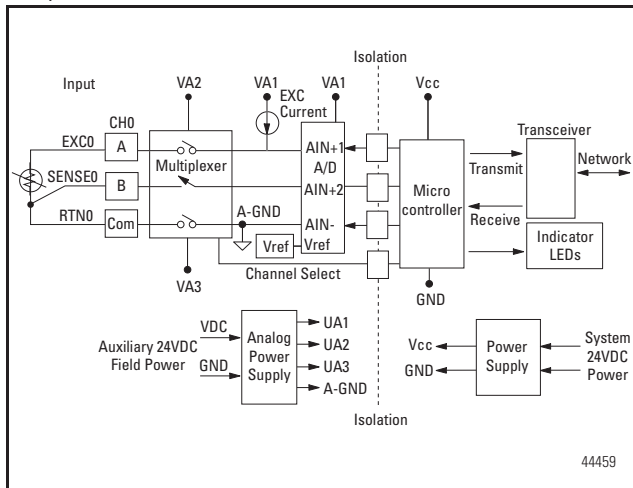 Isolation
Input
VA2
VA1
VA1
Vcc
EXC
Current
CH0
EXC0
A
SENSE0
B
RTN0
Com
Multiplexer
AIN+1
A/D
AIN+2
AIN-
Vref
A-GND
Vref
Channel Select
VA3
Micro
controller
GND
Transceiver
Transmit
Network
Receive
Indicator
LEDs
Auxiliary 24VDC
Field Power
VDC
GND
Analog
Power
Supply
UA1
UA2
UA3
A-GND
Vcc
GND
Power
Supply
System
24VDC
Power
Isolation
44459